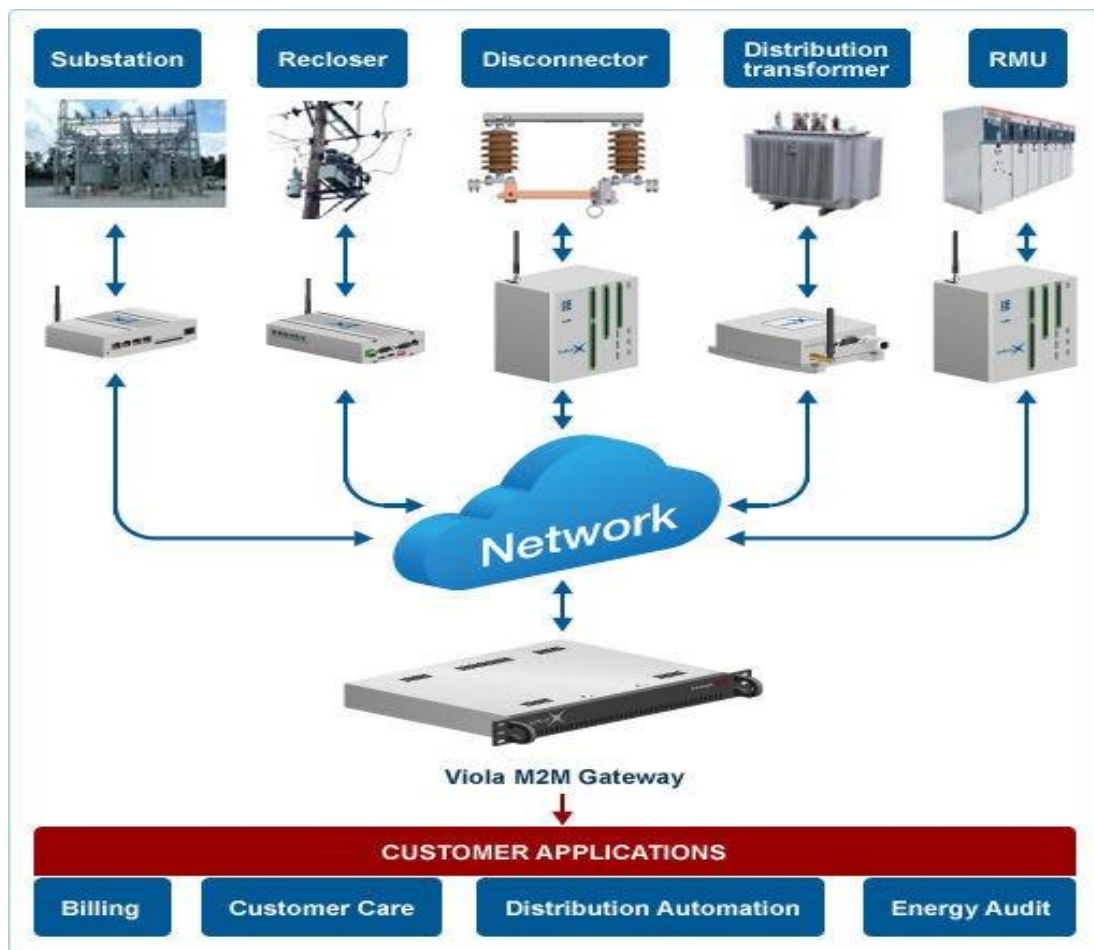 Substation
Recloser
Disconnector
Distribution
transformer
RMU
Network
Viola M2M Gateway
CUSTOMER APPLICATIONS
Billing
Customer Care
Distribution Automation
Energy Audit